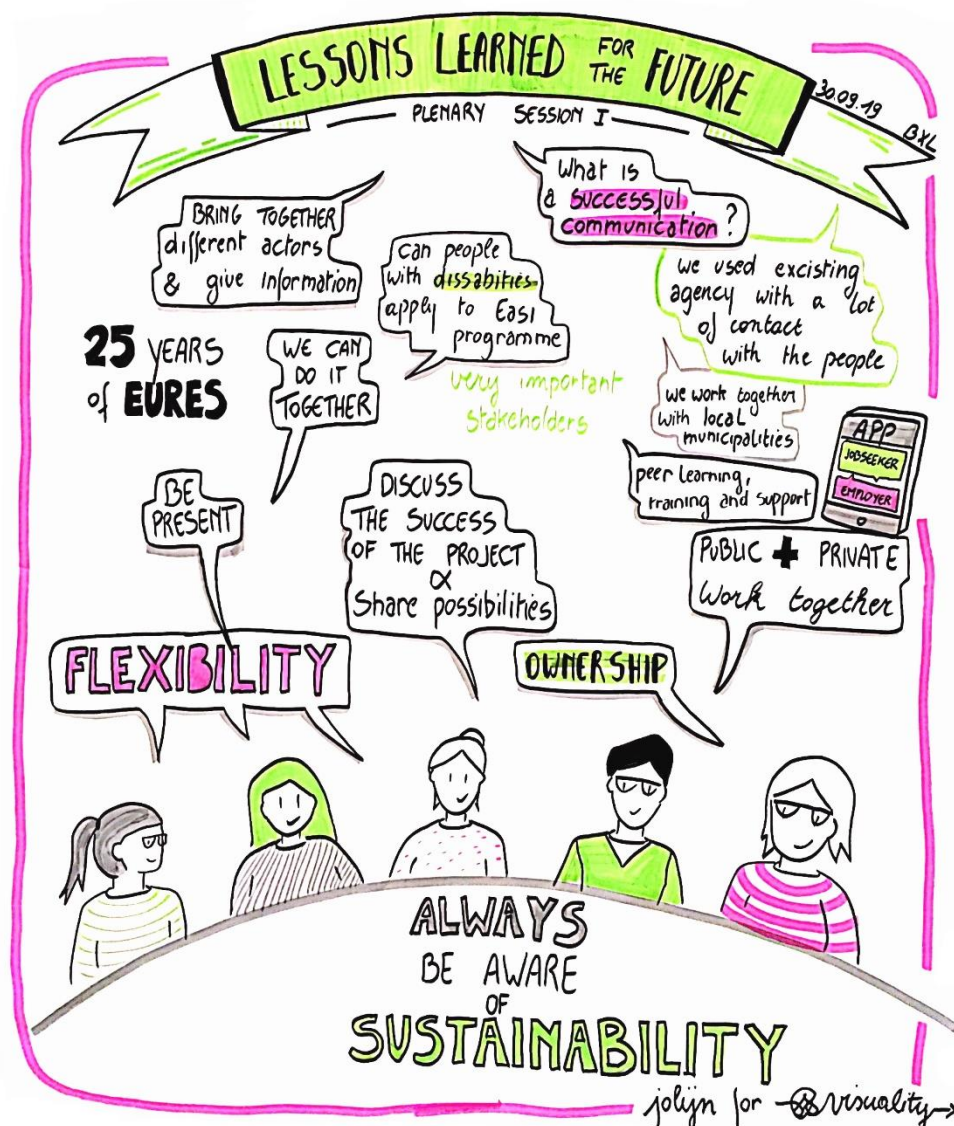 LESSONS LEARNED FOR THE FUTURE
PLENARY SESSION I
30.09.19
BXL
What is
a successful
communication ?
BRING TOGETHER
different actors
& give information
can people
with dissabities
apply to Easi
programme
we used excisting
agency with a lot
of contact
with the people
25 YEARS
of EURES
WE CAN
DO IT
TOGETHER
very important
stakeholders
we work together
with local
municipalities
APP
JOBSEEKER
EMPLOYER
peer learning,
training and support
BE
PRESENT
DISCUSS
THE SUCCESS
OF THE PROJECT
&
Share possibilities
PUBLIC + PRIVATE
Work together
FLEXIBILITY
OWNERSHIP
ALWAYS
BE AWARE
OF
SUSTAINABILITY
jolijn for visuality